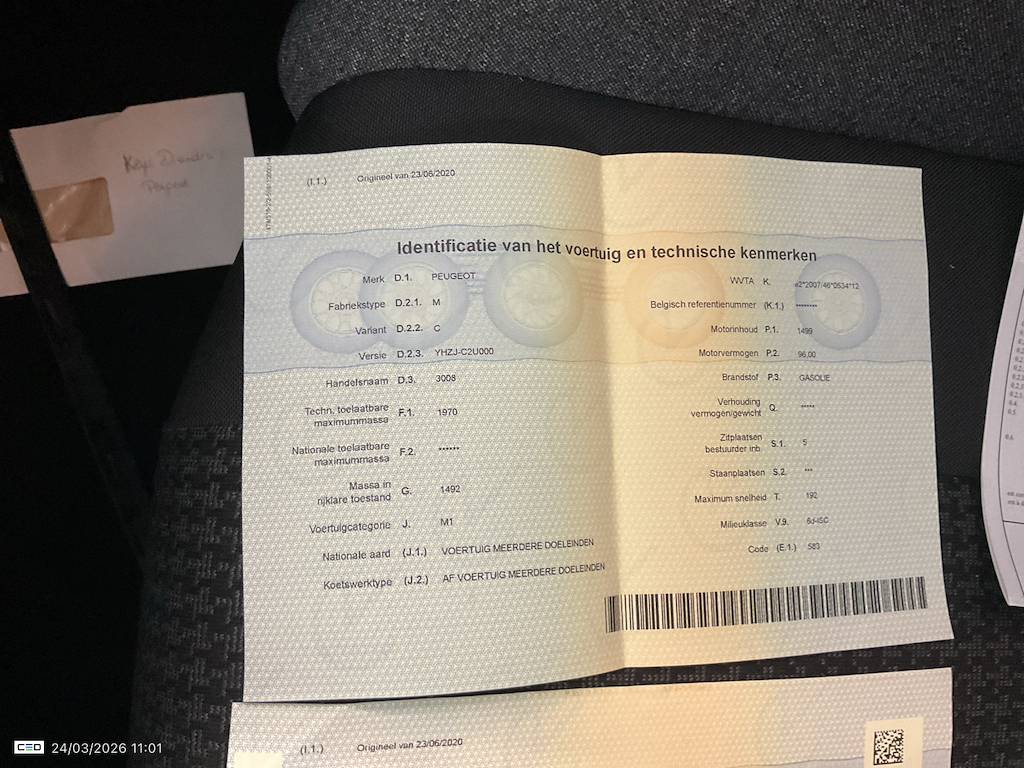 (I.1.) Origineel van 23/06/2020
Identificatie van het voertuig en technische kenmerken
Merk D.1. PEUGEOT
Fabriekstype D.2.1. M
Variant D.2.2. C
Versie D.2.3. YHZJ-C2U000
Handelsnaam D.3. 3008
Techn. toelaatbare
maximummassa F.1. 1970
Nationale toelaatbare
maximummassa F.2. ******
Massa in
rijklare toestand G. 1492
Voertuigcategorie J. M1
Nationale aard (J.1.) VOERTUIG MEERDERE DOELEINDEN
Koetswerktype (J.2.) AF VOERTUIG MEERDERE DOELEINDEN
WVTA K. e2*2007/46*0534*12
Belgisch referentienummer (K.1.) ********
Motorinhoud P.1. 1499
Motorvermogen P.2. 96,00
Brandstof P.3. GASOLIE
Verhouding
vermogen/gewicht Q. *****
Zitplaatsen
bestuurder inb. S.1. 5
Staanplaatsen S.2. ***
Maximum snelheid T. 192
Milieuklasse V.9. 6d-ISC
Code (E.1.) 583
(I.1.) Origineel van 23/06/2020
CEO 24/03/2026 11:01